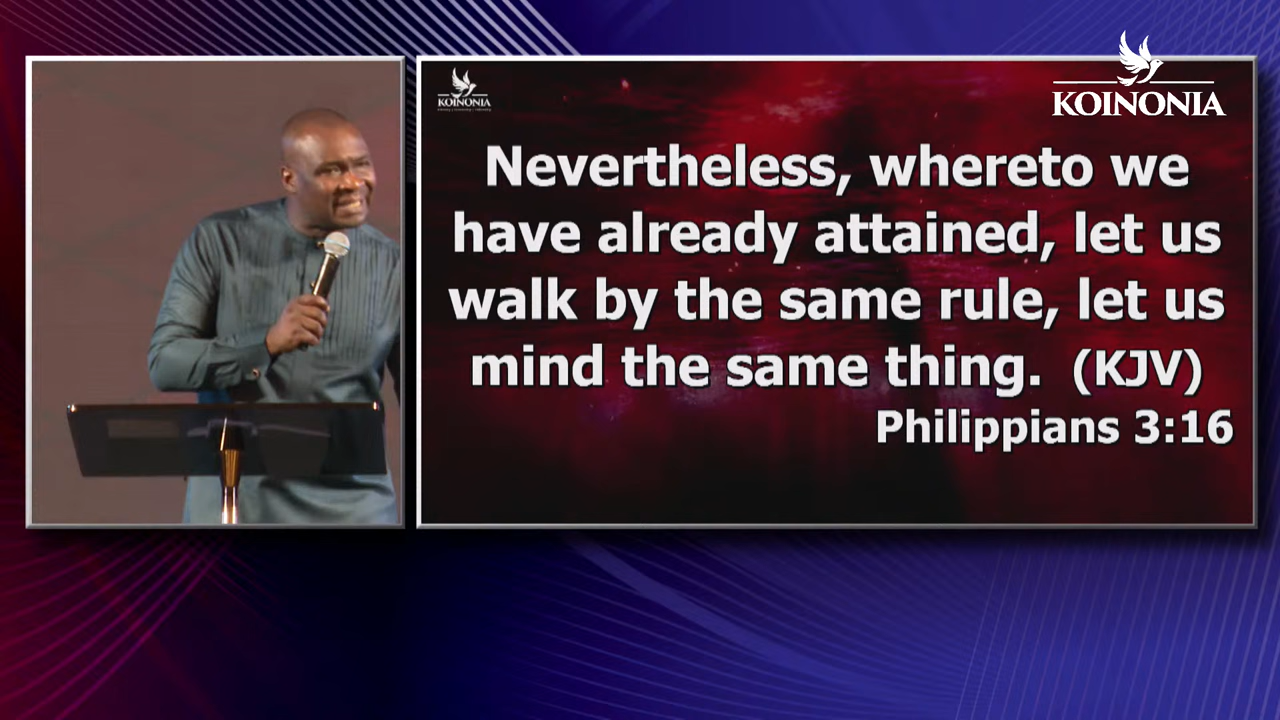 KOINONIA
KOINONIA
Nevertheless, whereto we
have already attained, let us
walk by the same rule, let us
mind the same thing. (KJV)
Philippians 3:16